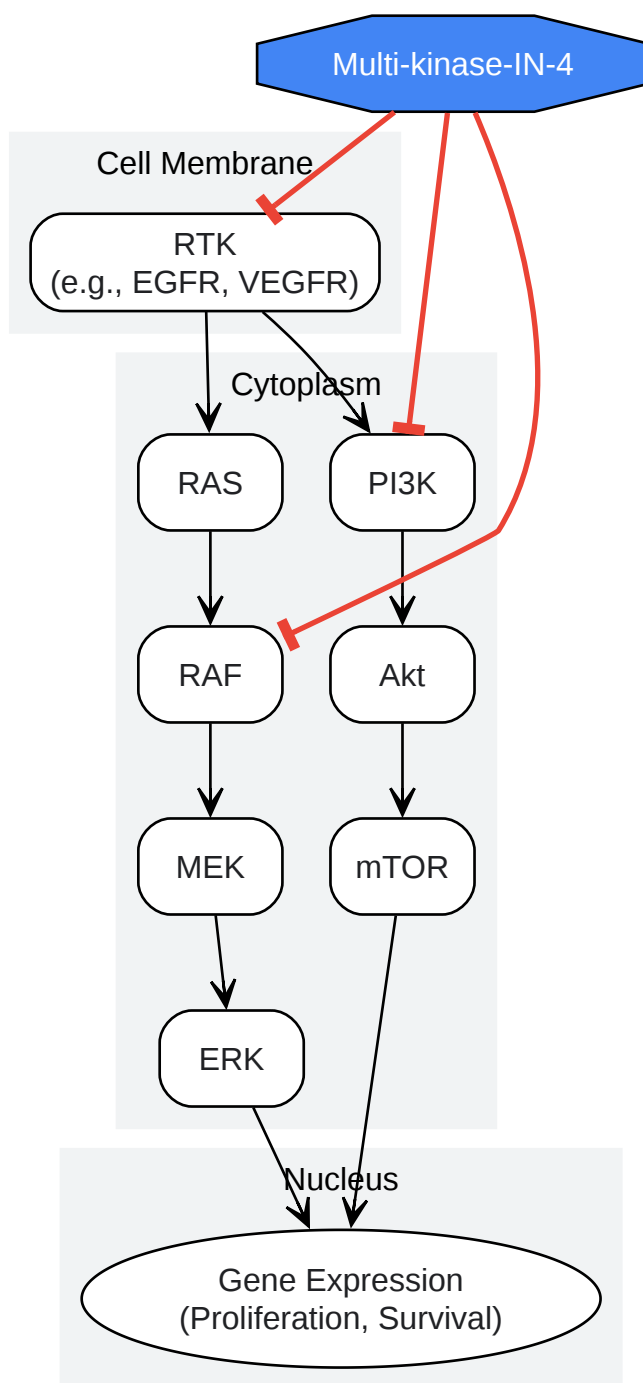 Multi-kinase-IN-4
Cell Membrane
RTK
(e.g., EGFR, VEGFR)
Cytoplasm
RAS
PI3K
RAF
Akt
MEK
mTOR
ERK
Nucleus
Gene Expression
(Proliferation, Survival)